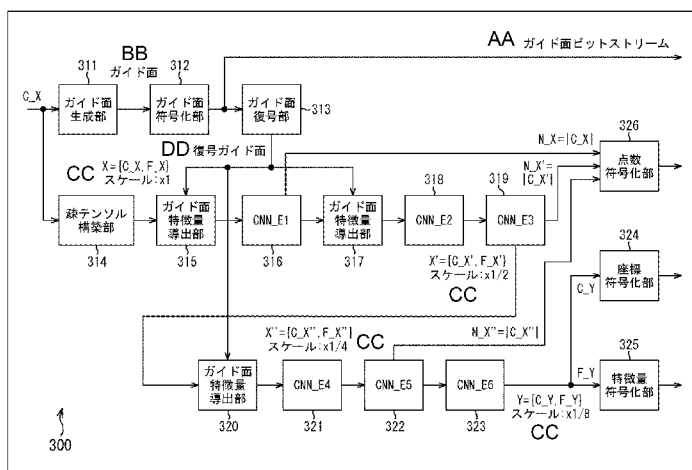 AA ガイド面ビットストリーム
BB
ガイド面
311
312
C_X
ガイド面
生成部
ガイド面
符号化部
ガイド面
復号部
313
DD 復号ガイド面
N_X=|C_X|
326
CC X={C_X, F_X}
スケール:x1
318
319
N_X'=
|C_X'|
点数
符号化部
疎テンソル
構築部
ガイド面
特徴量
導出部
CNN_E1
ガイド面
特徴量
導出部
CNN_E2
CNN_E3
314
315
316
317
324
X'={C_X', F_X'}
スケール:x1/2
CC
座標
符号化部
C_Y
X''={C_X'', F_X''}
スケール:x1/4
CC
N_X''=|C_X''|
325
ガイド面
特徴量
導出部
CNN_E4
CNN_E5
CNN_E6
F_Y
特徴量
符号化部
320
321
322
323
Y={C_Y, F_Y}
スケール:x1/8
CC
300